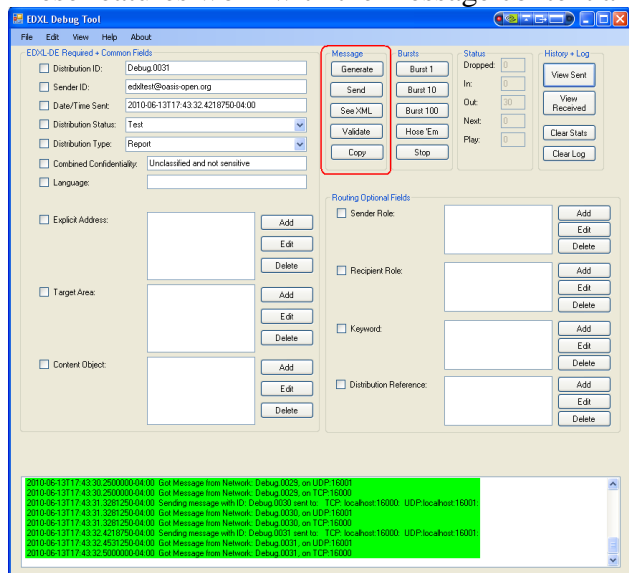 EDXL Debug Tool
File Edit View Help About
EDXL-DE Required + Common Fields
Distribution ID: Debug.0031
Sender ID: edxltest@oasis-open.org
Date/Time Sent: 2010-06-13T17:43:32.4218750-04:00
Distribution Status: Test
Distribution Type: Report
Combined Confidentiality: Unclassified and not sensitive
Language:
Explicit Address:
Add
Edit
Delete
Target Area:
Add
Edit
Delete
Content Object:
Add
Edit
Delete
Message
Generate
Send
See XML
Validate
Copy
Bursts
Burst 1
Burst 10
Burst 100
Hose 'Em
Stop
Status
Dropped: 0
In: 0
Out: 30
Next: 0
Play: 0
History + Log
View Sent
View
Received
Clear Stats
Clear Log
Routing Optional Fields
Sender Role:
Add
Edit
Delete
Recipient Role:
Add
Edit
Delete
Keyword:
Add
Edit
Delete
Distribution Reference:
Add
Edit
Delete
2010-06-13T17:43:30.2500000-04:00 Got Message from Network: Debug.0029, on UDP:16001
2010-06-13T17:43:30.2500000-04:00 Got Message from Network: Debug.0029, on TCP:16000
2010-06-13T17:43:31.3281250-04:00 Sending message with ID: Debug.0030 sent to: TCP: localhost:16000: UDP:localhost:16001:
2010-06-13T17:43:31.3281250-04:00 Got Message from Network: Debug.0030, on UDP:16001
2010-06-13T17:43:31.3281250-04:00 Got Message from Network: Debug.0030, on TCP:16000
2010-06-13T17:43:32.4218750-04:00 Sending message with ID: Debug.0031 sent to: TCP: localhost:16000: UDP:localhost:16001:
2010-06-13T17:43:32.4531250-04:00 Got Message from Network: Debug.0031, on UDP:16001
2010-06-13T17:43:32.5000000-04:00 Got Message from Network: Debug.0031, on TCP:16000